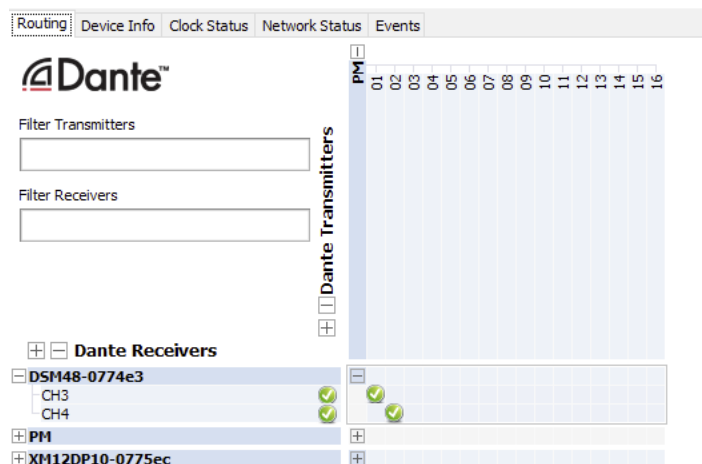 Routing Device Info Clock Status Network Status Events
Dante™
PM
01 02 03 04 05 06 07 08 09 10 11 12 13 14 15 16
Filter Transmitters
Filter Receivers
Dante Transmitters
Dante Receivers
DSM48-0774e3
CH3
CH4
PM
XM12DP10-0775ec